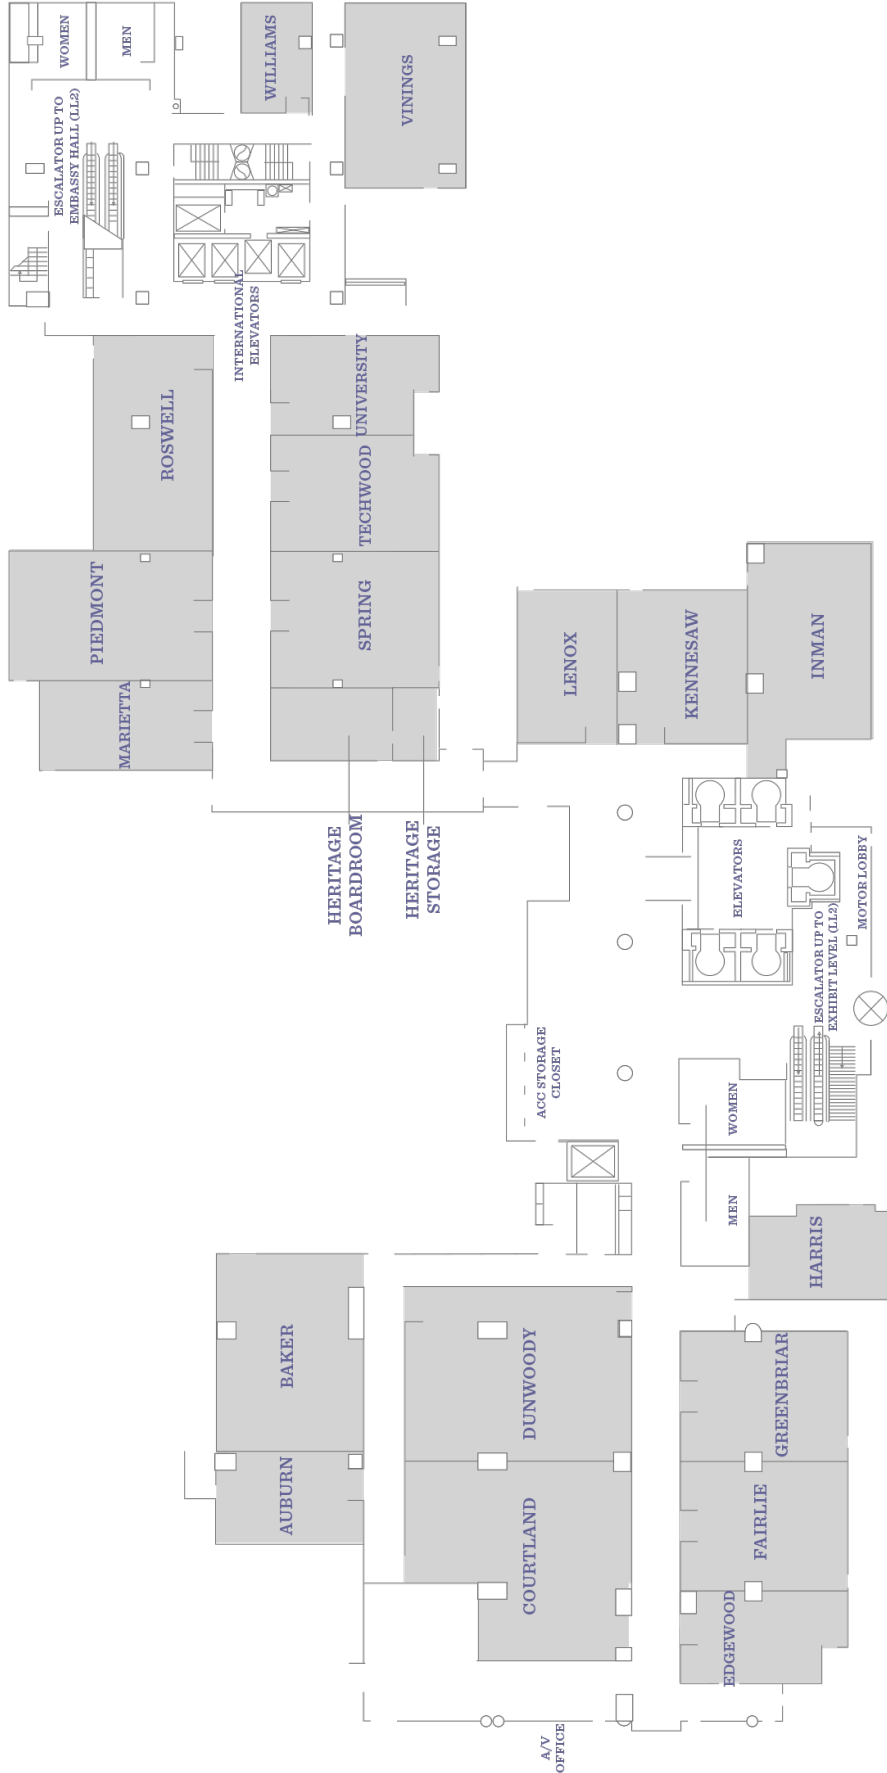 WOMEN
MEN
ESCALATOR UP TO
EMBASSY HALL (LL2)
WILLIAMS
VININGS
INTERNATIONAL
ELEVATORS
ROSWELL
UNIVERSITY
TECHWOOD
PIEDMONT
SPRING
MARIETTA
HERITAGE
BOARDROOM
HERITAGE
STORAGE
LENOX
KENNESAW
INMAN
ELEVATORS
MOTOR LOBBY
ESCALATOR UP TO
EXHIBIT LEVEL (LL2)
ACC STORAGE
CLOSET
WOMEN
MEN
HARRIS
BAKER
DUNWOODY
GREENBRIAR
AUBURN
COURTLAND
FAIRLIE
EDGEWOOD
A/V
OFFICE